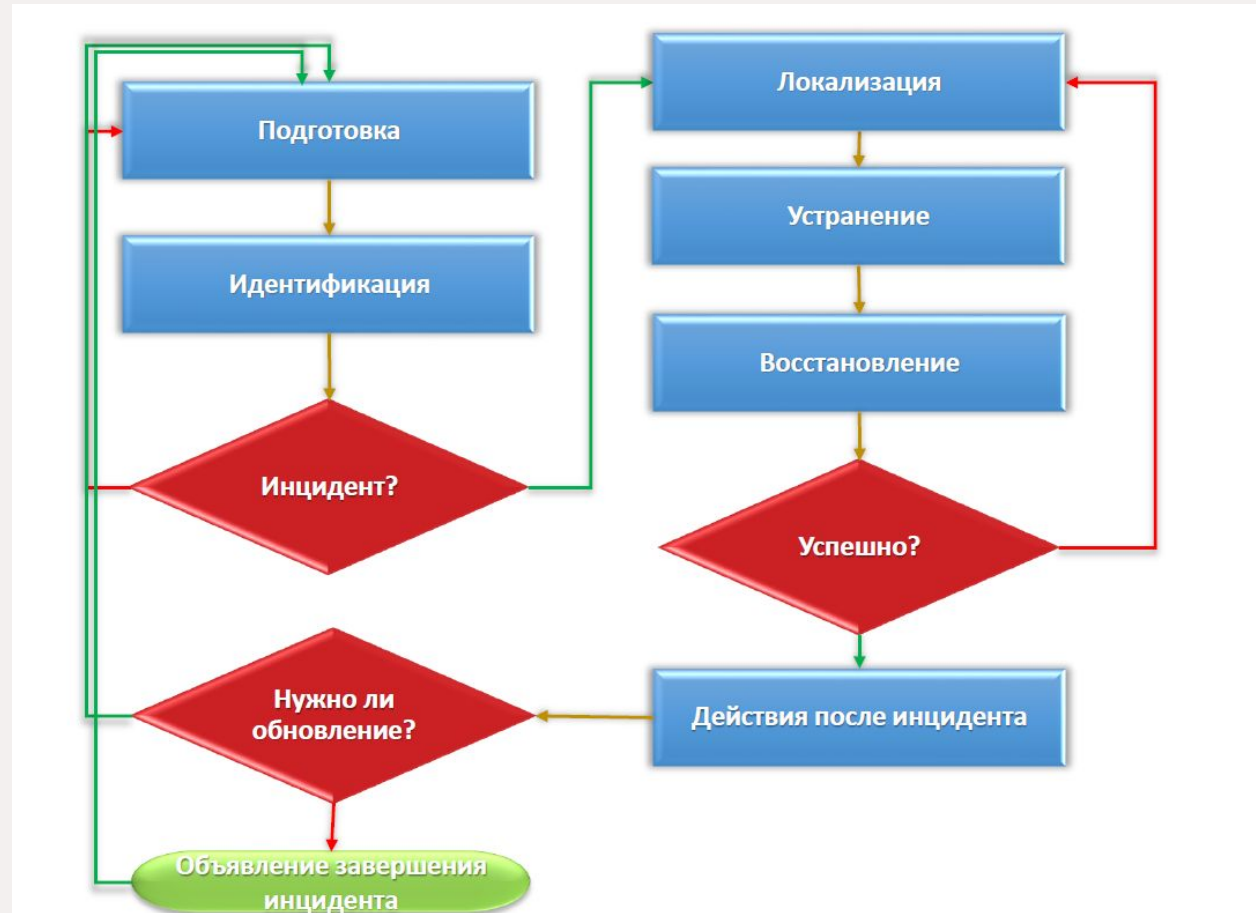 Подготовка
Идентификация
Инцидент?
Локализация
Устранение
Восстановление
Успешно?
Действия после инцидента
Нужно ли
обновление?
Объявление завершения
инцидента